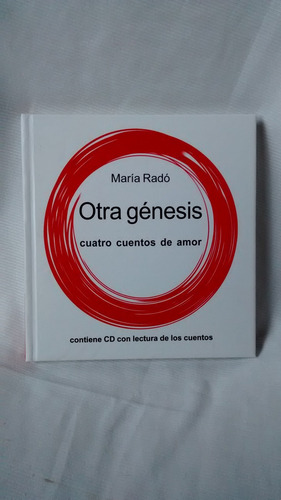 María Radó
Otra génesis
cuatro cuentos de amor
contiene CD con lectura de los cuentos